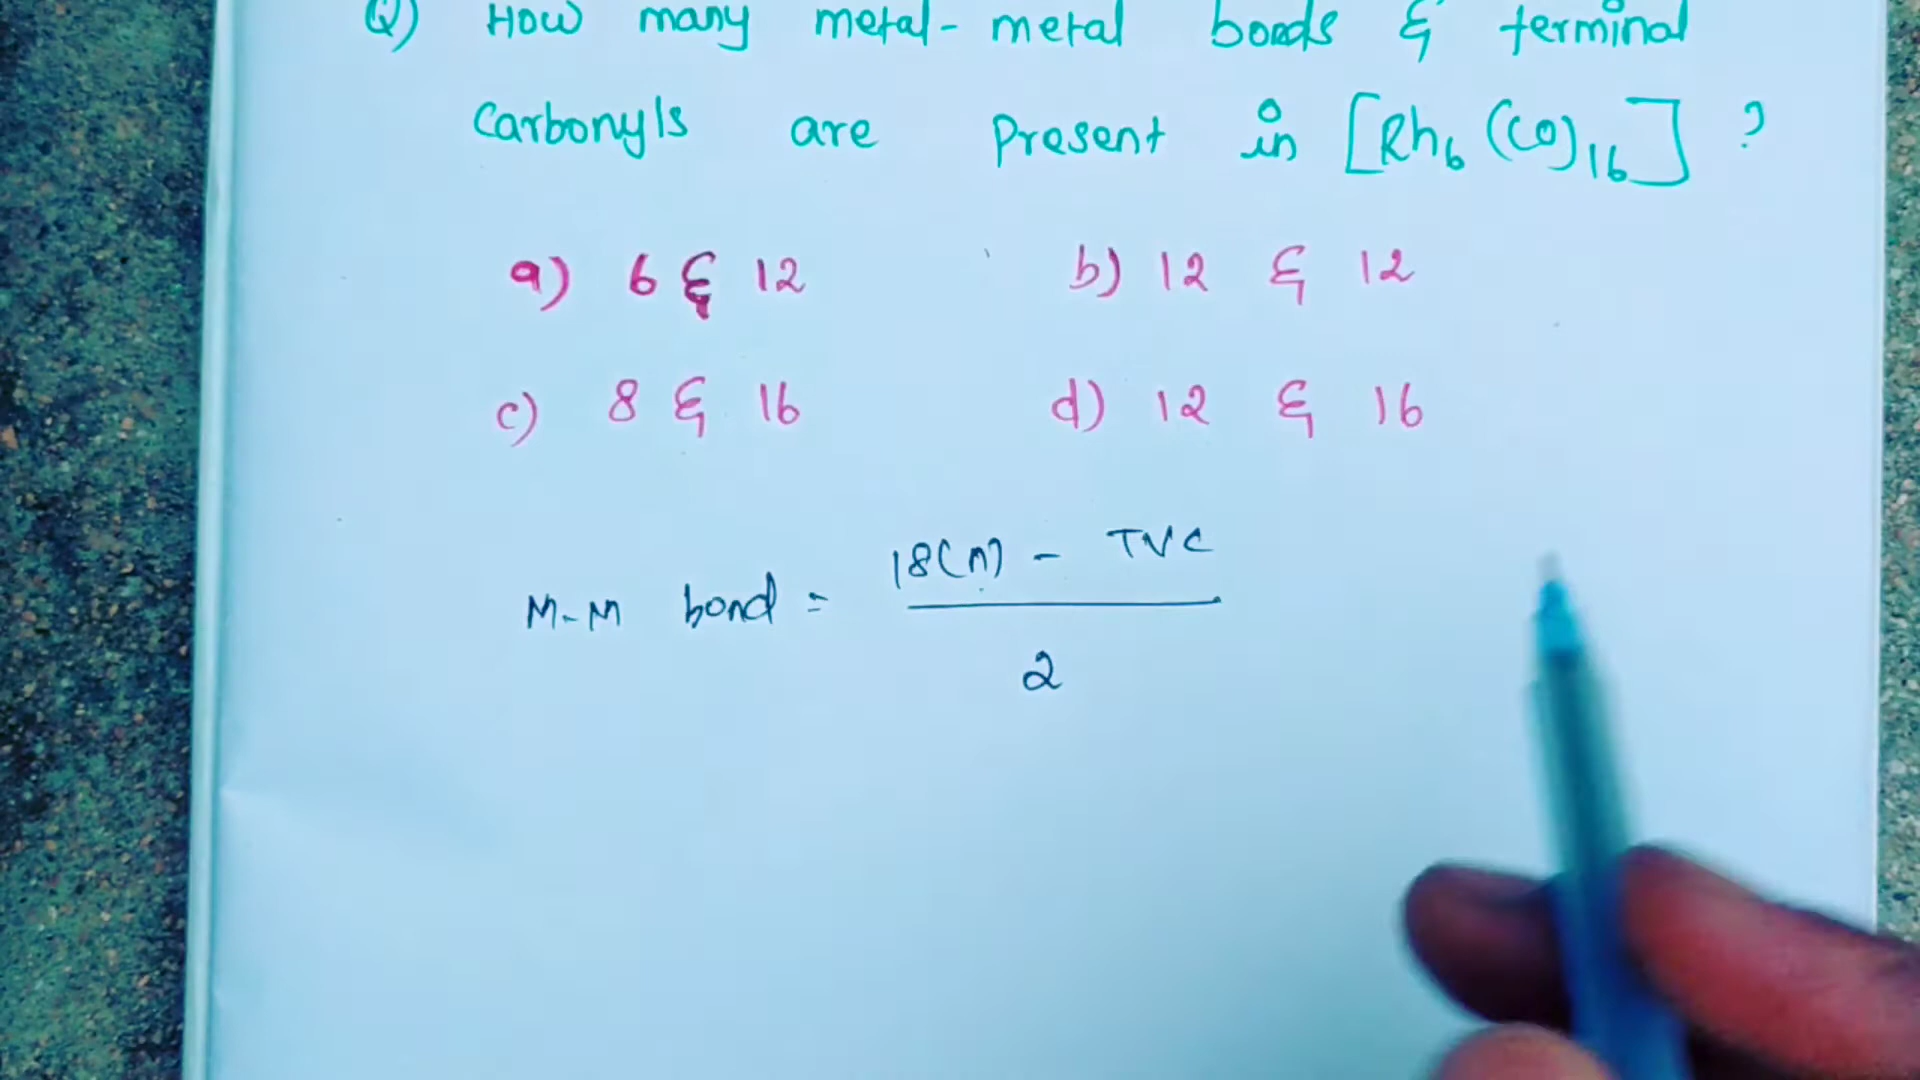 Q) How many metal-metal bonds & terminal
carbonyls are present in [Rh₆(CO)₁₆] ?
a) 6 & 12 b) 12 & 12
c) 8 & 16 d) 12 & 16
18(n) - TVC
M-M bond =
2